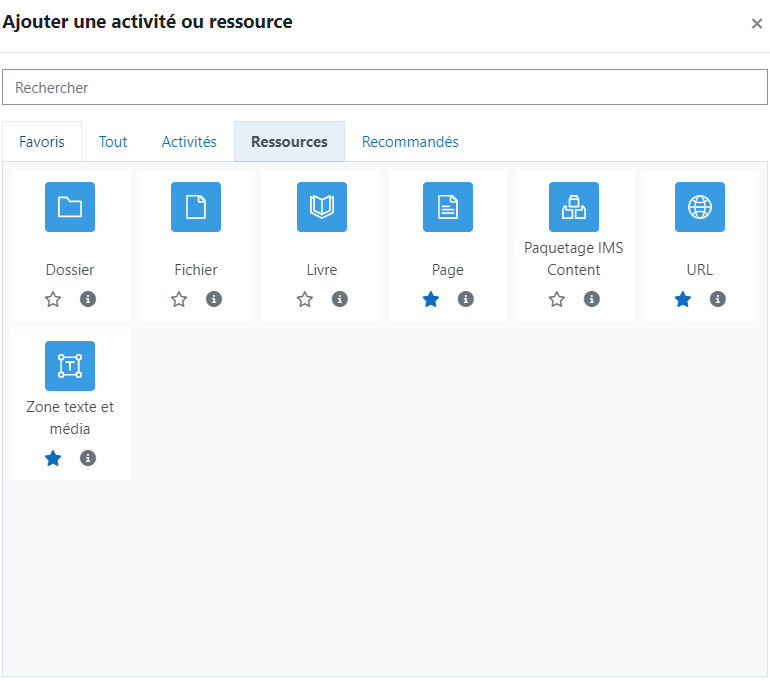 Ajouter une activité ou ressource
Rechercher
Favoris Tout Activités Ressources Recommandés
Dossier
Fichier
Livre
Page
Paquetage IMS
Content
URL
Zone texte et
média